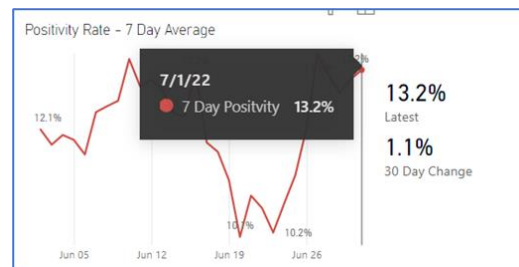 Positivity Rate - 7 Day Average
7/1/22
7 Day Positvity 13.2%
12.1%
10.1%
10.2%
Jun 05
Jun 12
Jun 19
Jun 26
13.2%
Latest
1.1%
30 Day Change